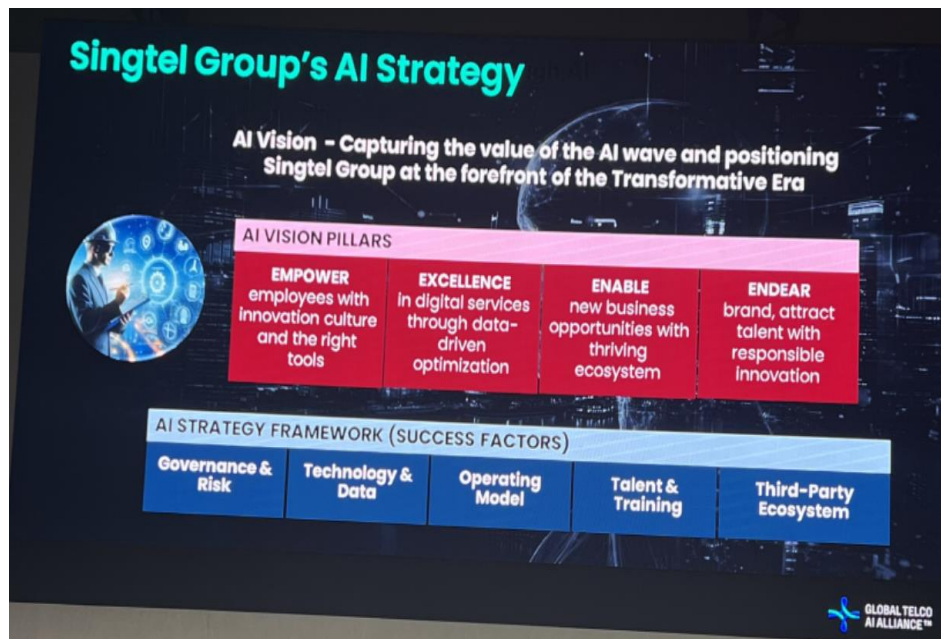 Singtel Group's AI Strategy
AI Vision - Capturing the value of the AI wave and positioning
Singtel Group at the forefront of the Transformative Era
AI VISION PILLARS
EMPOWER
employees with
innovation culture
and the right
tools
EXCELLENCE
in digital services
through data-
driven
optimization
ENABLE
new business
opportunities with
thriving
ecosystem
ENDEAR
brand, attract
talent with
responsible
innovation
AI STRATEGY FRAMEWORK (SUCCESS FACTORS)
Governance &
Risk
Technology &
Data
Operating
Model
Talent &
Training
Third-Party
Ecosystem
GLOBAL TELCO
AI ALLIANCE™